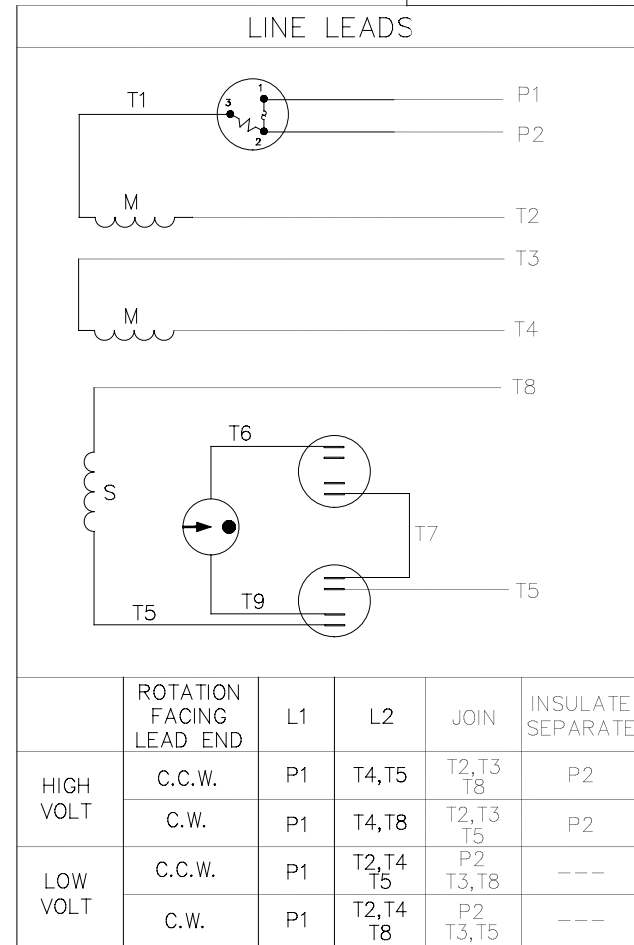 LINE LEADS
T1
3
1
2
P1
P2
M
T2
T3
M
T4
T8
T6
S
T7
T9
T5
T5
ROTATION
FACING
LEAD END
L1
L2
JOIN
INSULATE
SEPARATE
HIGH
VOLT
C.C.W.
P1
T4,T5
T2,T3
T8
P2
C.W.
P1
T4,T8
T2,T3
T5
P2
LOW
VOLT
C.C.W.
P1
T2,T4
T5
P2
T3,T8
---
C.W.
P1
T2,T4
T8
P2
T3,T5
---